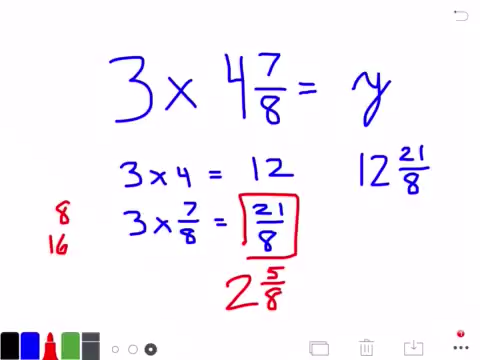 3 x 4 7/8 = y
3 x 4 = 12
12 21/8
3 x 7/8 = 21/8
8
16
2 5/8